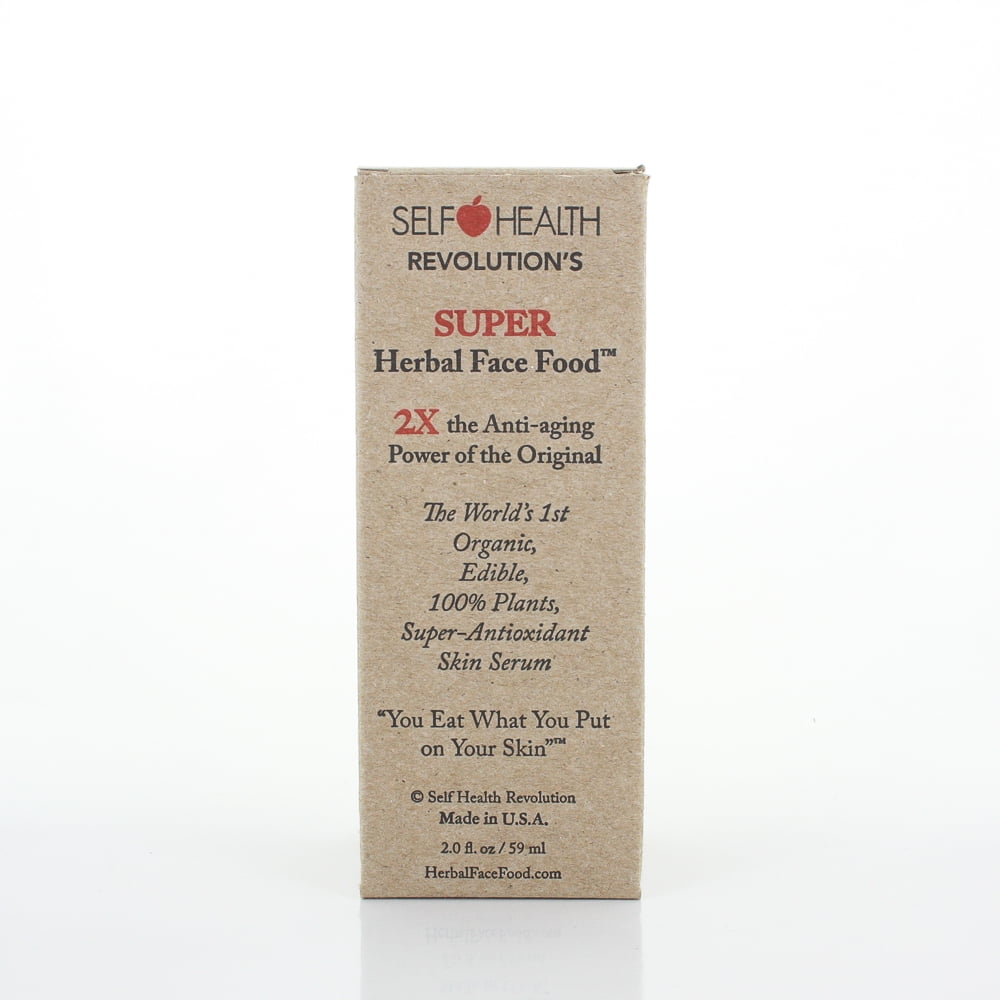 SELF HEALTH
REVOLUTION'S
SUPER
Herbal Face Food™
2X the Anti-aging
Power of the Original
The World's 1st
Organic,
Edible,
100% Plants,
Super-Antioxidant
Skin Serum
“You Eat What You Put
on Your Skin”™
© Self Health Revolution
Made in U.S.A.
2.0 fl. oz / 59 ml
HerbalFaceFood.com